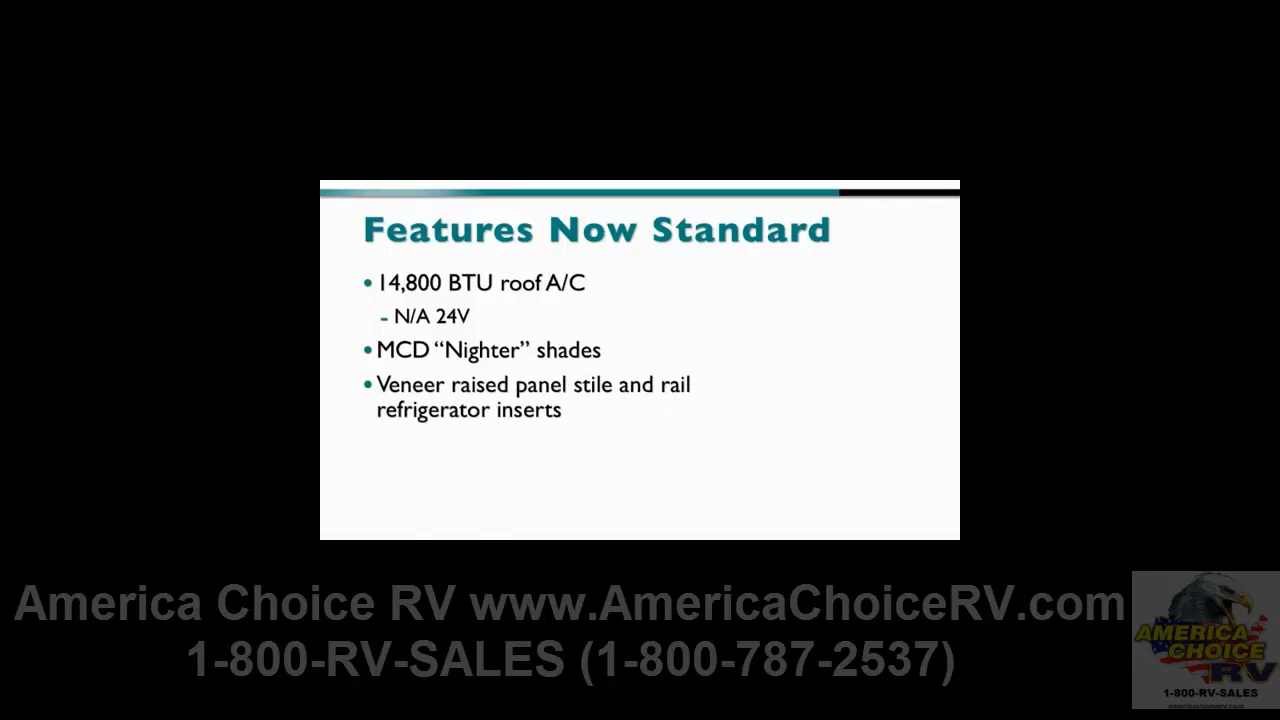 Features Now Standard
• 14,800 BTU roof A/C
- N/A 24V
• MCD “Nighter” shades
• Veneer raised panel stile and rail
refrigerator inserts
America Choice RV www.AmericaChoiceRV.com
1-800-RV-SALES (1-800-787-2537)
AMERICA
CHOICE
RV
1-800-RV-SALES
americachoicerv.com